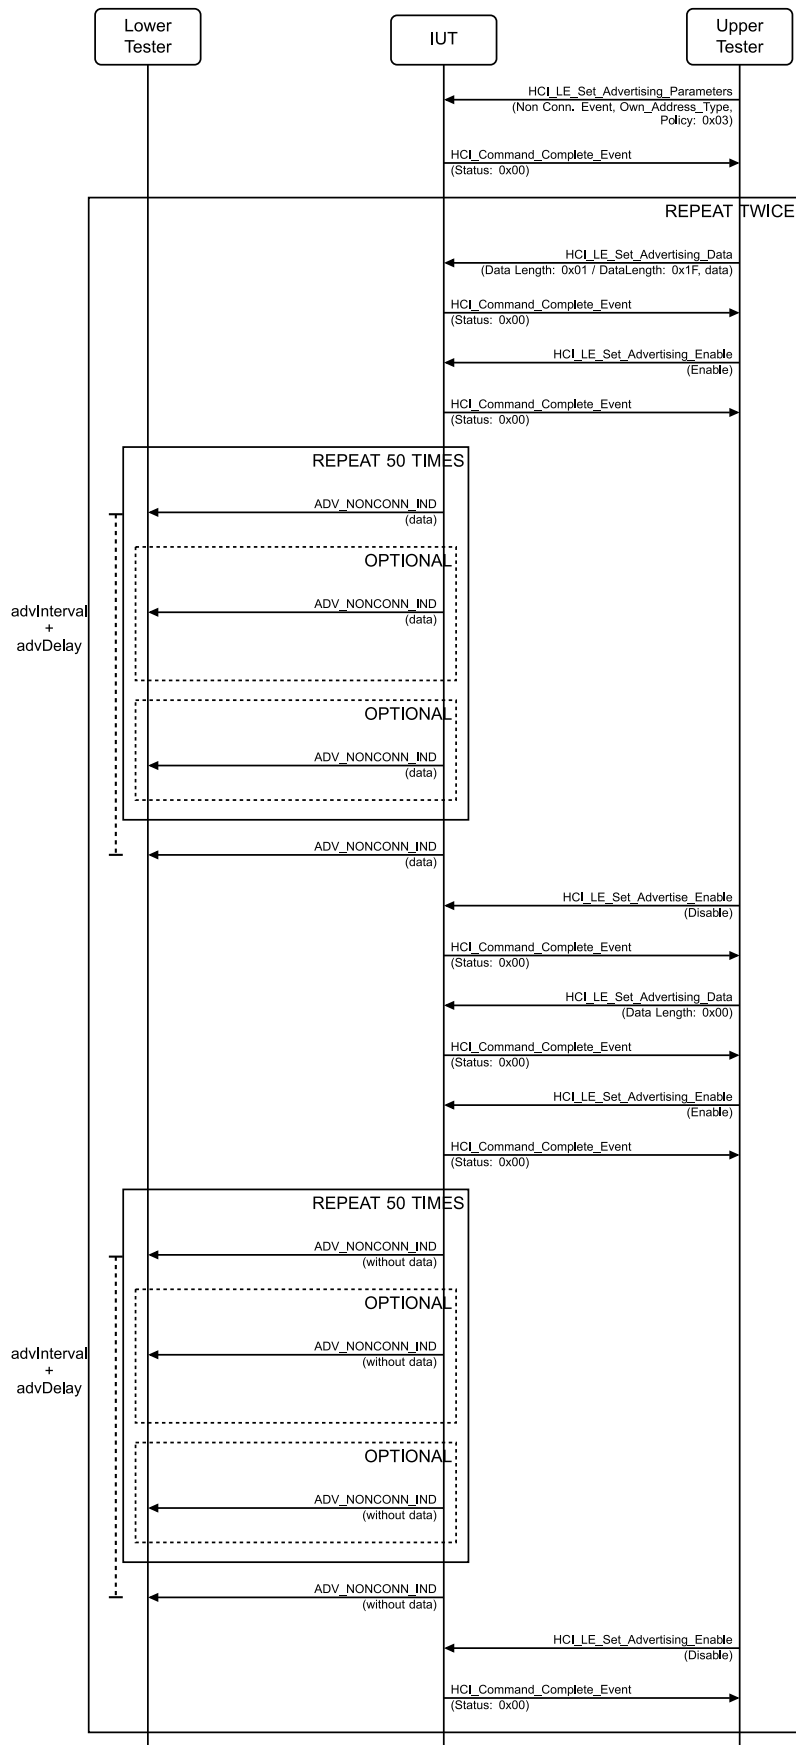 Lower
Tester
IUT
Upper
Tester
HCI_LE_Set_Advertising_Parameters
(Non Conn. Event, Own_Address_Type,
Policy: 0x03)
HCI_Command_Complete_Event
(Status: 0x00)
REPEAT TWICE
HCI_LE_Set_Advertising_Data
(Data Length: 0x01 / DataLength: 0x1F, data)
HCI_Command_Complete_Event
(Status: 0x00)
HCI_LE_Set_Advertising_Enable
(Enable)
HCI_Command_Complete_Event
(Status: 0x00)
REPEAT 50 TIMES
ADV_NONCONN_IND
(data)
OPTIONAL
ADV_NONCONN_IND
(data)
advInterval
+
advDelay
OPTIONAL
ADV_NONCONN_IND
(data)
ADV_NONCONN_IND
(data)
HCI_LE_Set_Advertise_Enable
(Disable)
HCI_Command_Complete_Event
(Status: 0x00)
HCI_LE_Set_Advertising_Data
(Data Length: 0x00)
HCI_Command_Complete_Event
(Status: 0x00)
HCI_LE_Set_Advertising_Enable
(Enable)
HCI_Command_Complete_Event
(Status: 0x00)
REPEAT 50 TIMES
ADV_NONCONN_IND
(without data)
OPTIONAL
ADV_NONCONN_IND
(without data)
advInterval
+
advDelay
OPTIONAL
ADV_NONCONN_IND
(without data)
ADV_NONCONN_IND
(without data)
HCI_LE_Set_Advertising_Enable
(Disable)
HCI_Command_Complete_Event
(Status: 0x00)